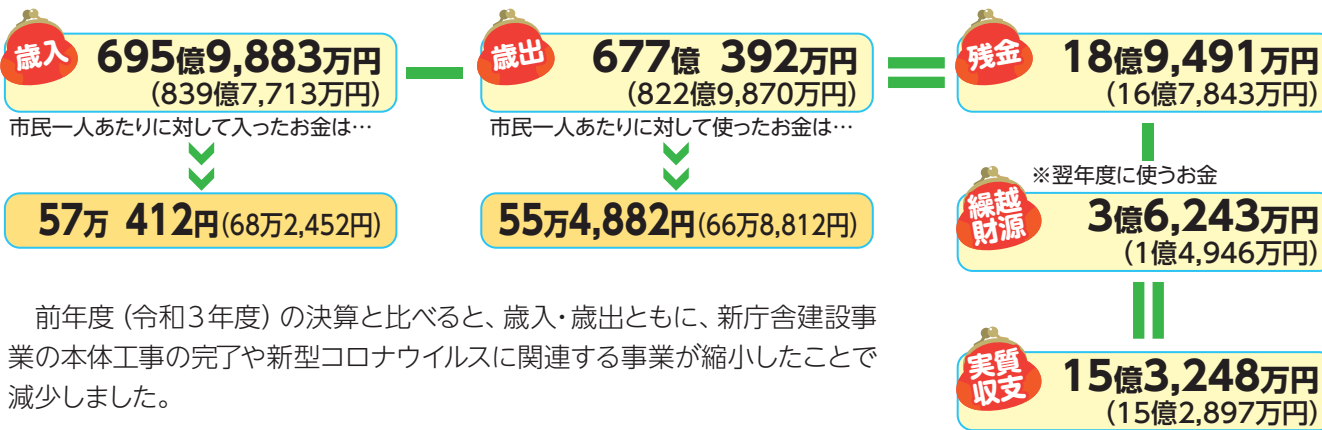 歳入
695億9,883万円
(839億7,713万円)
市民一人あたりに対して入ったお金は…
57万 412円(68万2,452円)
歳出
677億 392万円
(822億9,870万円)
市民一人あたりに対して使ったお金は…
55万4,882円(66万8,812円)
残金
18億9,491万円
(16億7,843万円)
※翌年度に使うお金
繰越
財源
3億6,243万円
(1億4,946万円)
実質
収支
15億3,248万円
(15億2,897万円)
前年度(令和3年度)の決算と比べると、歳入・歳出ともに、新庁舎建設事
業の本体工事の完了や新型コロナウイルスに関連する事業が縮小したことで
減少しました。